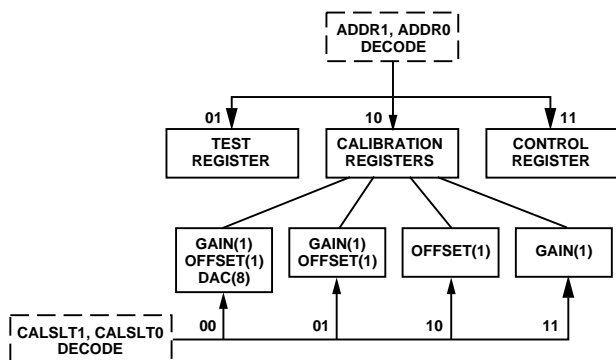 ADDR1, ADDR0
DECODE
01
10
11
TEST
REGISTER
CALIBRATION
REGISTERS
CONTROL
REGISTER
GAIN(1)
OFFSET(1)
DAC(8)
GAIN(1)
OFFSET(1)
OFFSET(1)
GAIN(1)
CALSLT1, CALSLT0
DECODE
00
01
10
11